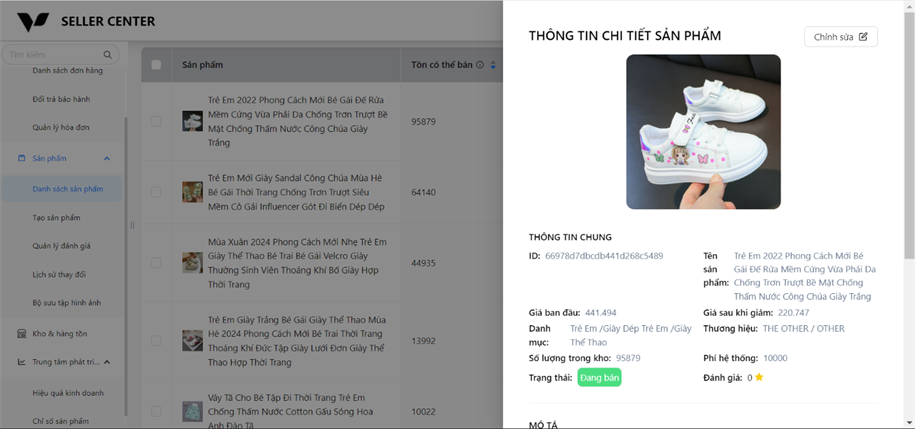 SELLER CENTER
Tìm kiếm
Danh sách đơn hàng
Đổi trả bảo hành
Quản lý hóa đơn
Sản phẩm
Danh sách sản phẩm
Tạo sản phẩm
Quản lý đánh giá
Lịch sử thay đổi
Bộ sưu tập hình ảnh
Kho & hàng tồn
Trung tâm phát tri...
Hiệu quả kinh doanh
Chỉ số sản phẩm
Sản phẩm
Tồn có thể bán
Trẻ Em 2022 Phong Cách Mới Bé Gái Đế Rửa
Mềm Cứng Vừa Phải Da Chống Trơn Trượt Bề
Mặt Chống Thấm Nước Công Chúa Giày
Trắng
95879
Trẻ Em Mới Giày Sandal Công Chúa Mùa Hè
Bé Gái Thời Trang Chống Trơn Trượt Siêu
Mềm Cô Gái Influencer Gót Đi Biển Dép Dép
64140
Mùa Xuân 2024 Phong Cách Mới Nhẹ Trẻ Em
Giày Thể Thao Bé Trai Bé Gái Velcro Giày
Thường Sinh Viên Thoáng Khí Bố Giày Hợp
Thời Trang
44935
Trẻ Em Giày Trắng Bé Gái Giày Thể Thao Mùa
Hè 2024 Phong Cách Mới Bé Trai Thời Trang
Thoáng Khí Đức Tập Giày Lưới Đơn Giày Thể
Thao Hợp Thời Trang
13992
Váy Tã Cho Bé Tập Đi Thời Trang Trẻ Em
Chống Thấm Nước Cotton Gấu Sóng Hoa
Anh Đào Tã
10022
THÔNG TIN CHI TIẾT SẢN PHẨM
Chỉnh sửa
THÔNG TIN CHUNG
ID: 66978d7dbcdb441d268c5489
Tên sản phẩm: Trẻ Em 2022 Phong Cách Mới Bé
Gái Đế Rửa Mềm Cứng Vừa Phải Da
Chống Trơn Trượt Bề Mặt Chống
Thấm Nước Công Chúa Giày Trắng
Giá ban đầu: 441.494
Giá sau khi giảm: 220.747
Danh mục: Trẻ Em /Giày Dép Trẻ Em /Giày
Thể Thao
Thương hiệu: THE OTHER / OTHER
Số lượng trong kho: 95879
Phí hệ thống: 10000
Trạng thái: Đang bán
Đánh giá: 0
MÔ TẢ